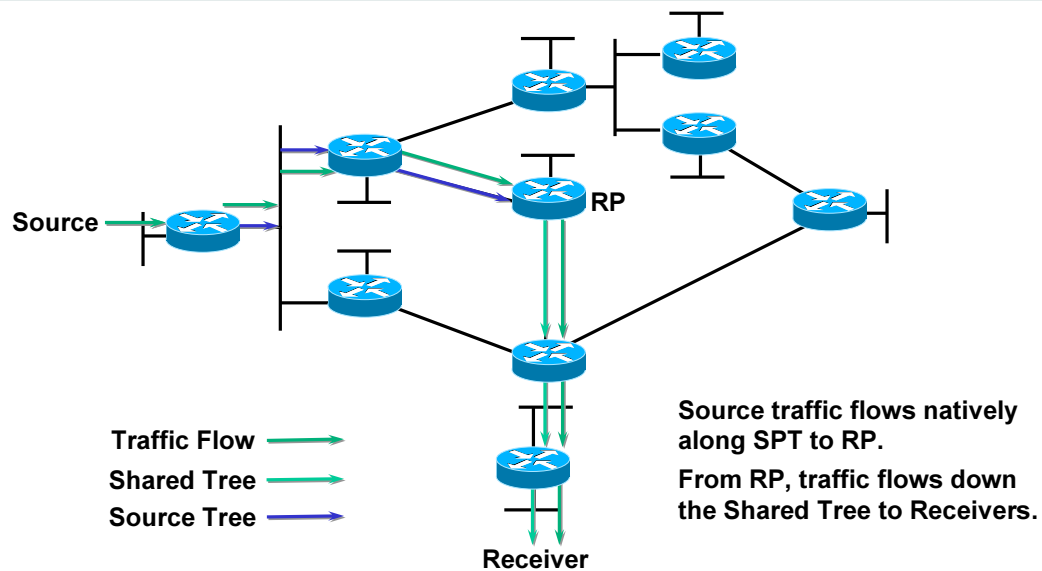 Source
RP
Traffic Flow
Shared Tree
Source Tree
Receiver
Source traffic flows natively
along SPT to RP.
From RP, traffic flows down
the Shared Tree to Receivers.